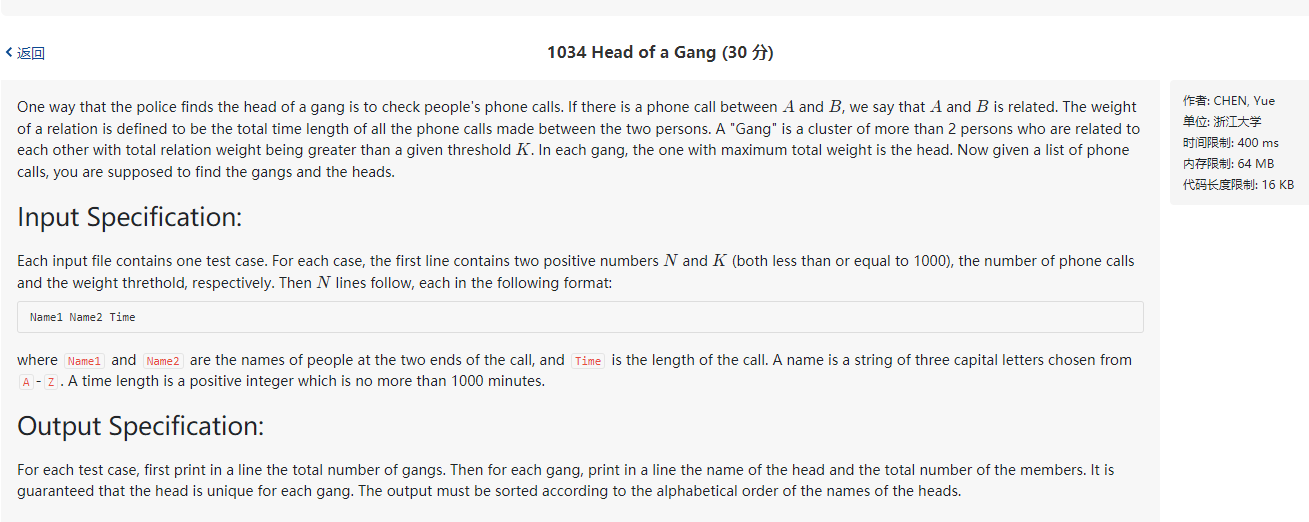 返回
1034 Head of a Gang (30 分)
One way that the police finds the head of a gang is to check people's phone calls. If there is a phone call between A and B, we say that A and B is related. The weight
of a relation is defined to be the total time length of all the phone calls made between the two persons. A "Gang" is a cluster of more than 2 persons who are related to
each other with total relation weight being greater than a given threshold K. In each gang, the one with maximum total weight is the head. Now given a list of phone
calls, you are supposed to find the gangs and the heads.
作者: CHEN, Yue
单位: 浙江大学
时间限制: 400 ms
内存限制: 64 MB
代码长度限制: 16 KB
Input Specification:
Each input file contains one test case. For each case, the first line contains two positive numbers N and K (both less than or equal to 1000), the number of phone calls
and the weight threthold, respectively. Then N lines follow, each in the following format:
Name1 Name2 Time
where Name1 and Name2 are the names of people at the two ends of the call, and Time is the length of the call. A name is a string of three capital letters chosen from
A-Z. A time length is a positive integer which is no more than 1000 minutes.
Output Specification:
For each test case, first print in a line the total number of gangs. Then for each gang, print in a line the name of the head and the total number of the members. It is
guaranteed that the head is unique for each gang. The output must be sorted according to the alphabetical order of the names of the heads.